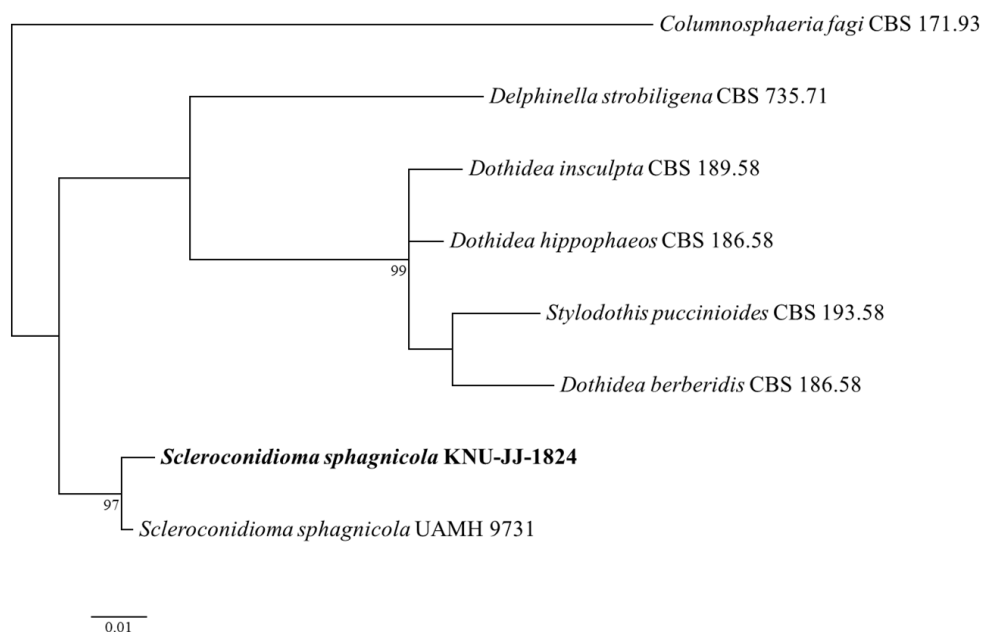 Columnosphaeria fagi CBS 171.93
Delphinella strobiligena CBS 735.71
Dothidea insculpta CBS 189.58
Dothidea hippophaeos CBS 186.58
99
Stylodothis puccinioides CBS 193.58
Dothidea berberidis CBS 186.58
Scleroconidioma sphagnicola KNU-JJ-1824
97
Scleroconidioma sphagnicola UAMH 9731
0.01